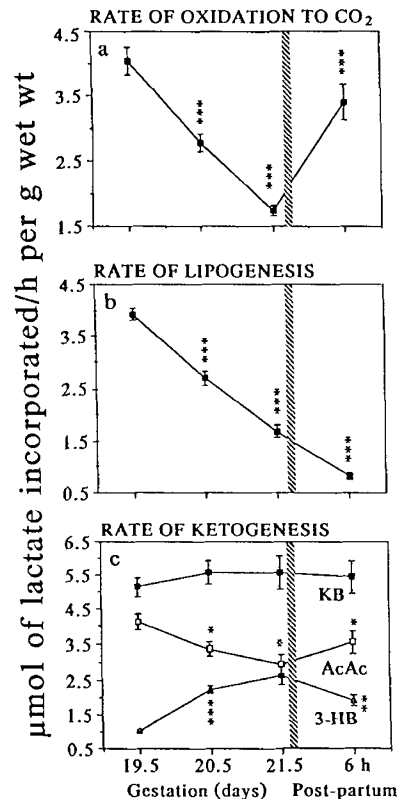 RATE OF OXIDATION TO CO₂
a
4.5
3.5
2.5
1.5
***
***
***
RATE OF LIPOGENESIS
b
4.5
3.5
2.5
1.5
0.5
***
***
***
RATE OF KETOGENESIS
c
6.5
5.5
4.5
3.5
2.5
1.5
0.5
KB
*
*
*
AcAc
***
3-HB
**
19.5 20.5 21.5 6 h
Gestation (days) Post-partum
μmol of lactate incorporated/h per g wet wt